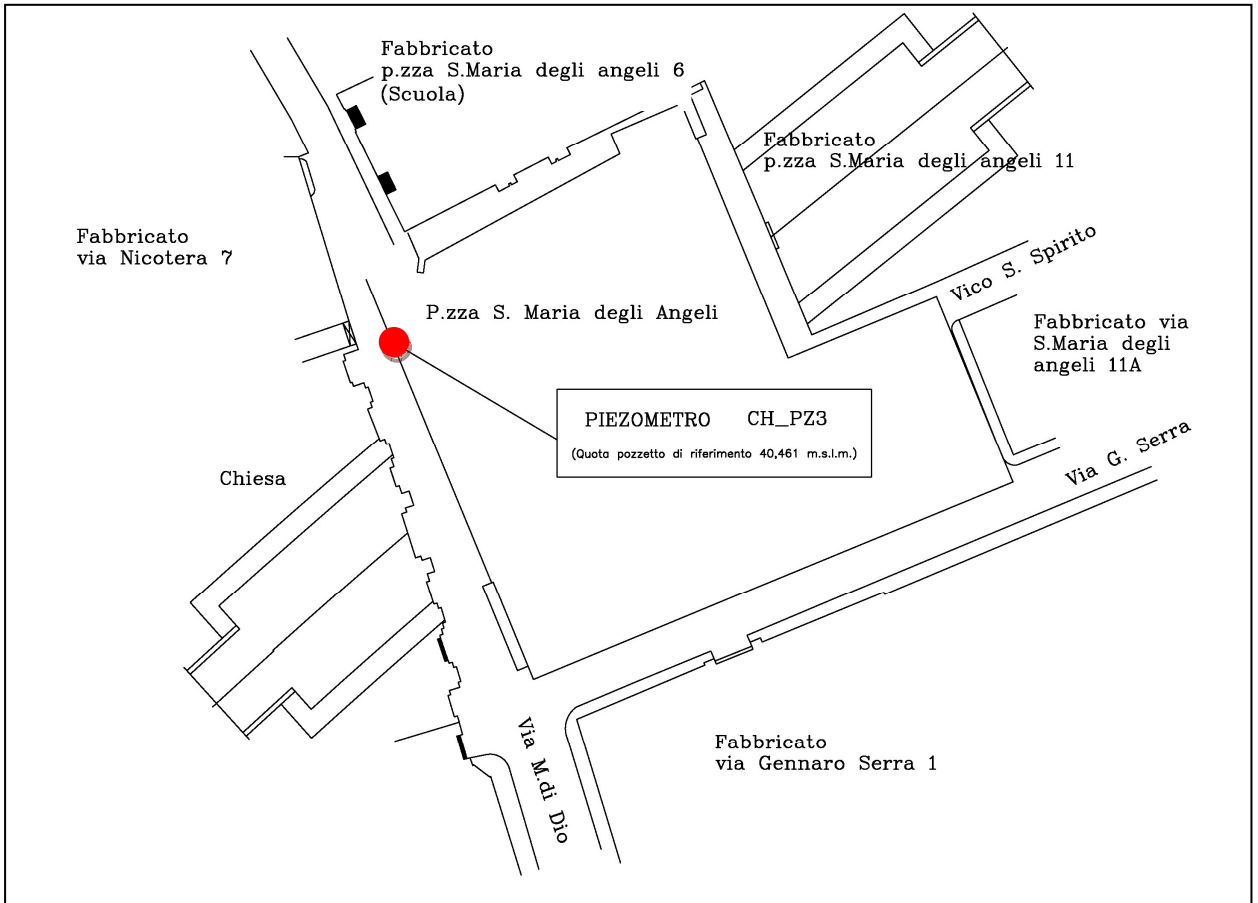 Fabbricato
p.zza S.Maria degli angeli 6
(Scuola)
Fabbricato
p.zza S.Maria degli angeli 11
Fabbricato
via Nicotera 7
Vico S. Spirito
P.zza S. Maria degli Angeli
Fabbricato via
S.Maria degli
angeli 11A
PIEZOMETRO CH_PZ3
(Quota pozzetto di riferimento 40,461 m.s.l.m.)
Via G. Serra
Chiesa
Via M.di Dio
Fabbricato
via Gennaro Serra 1